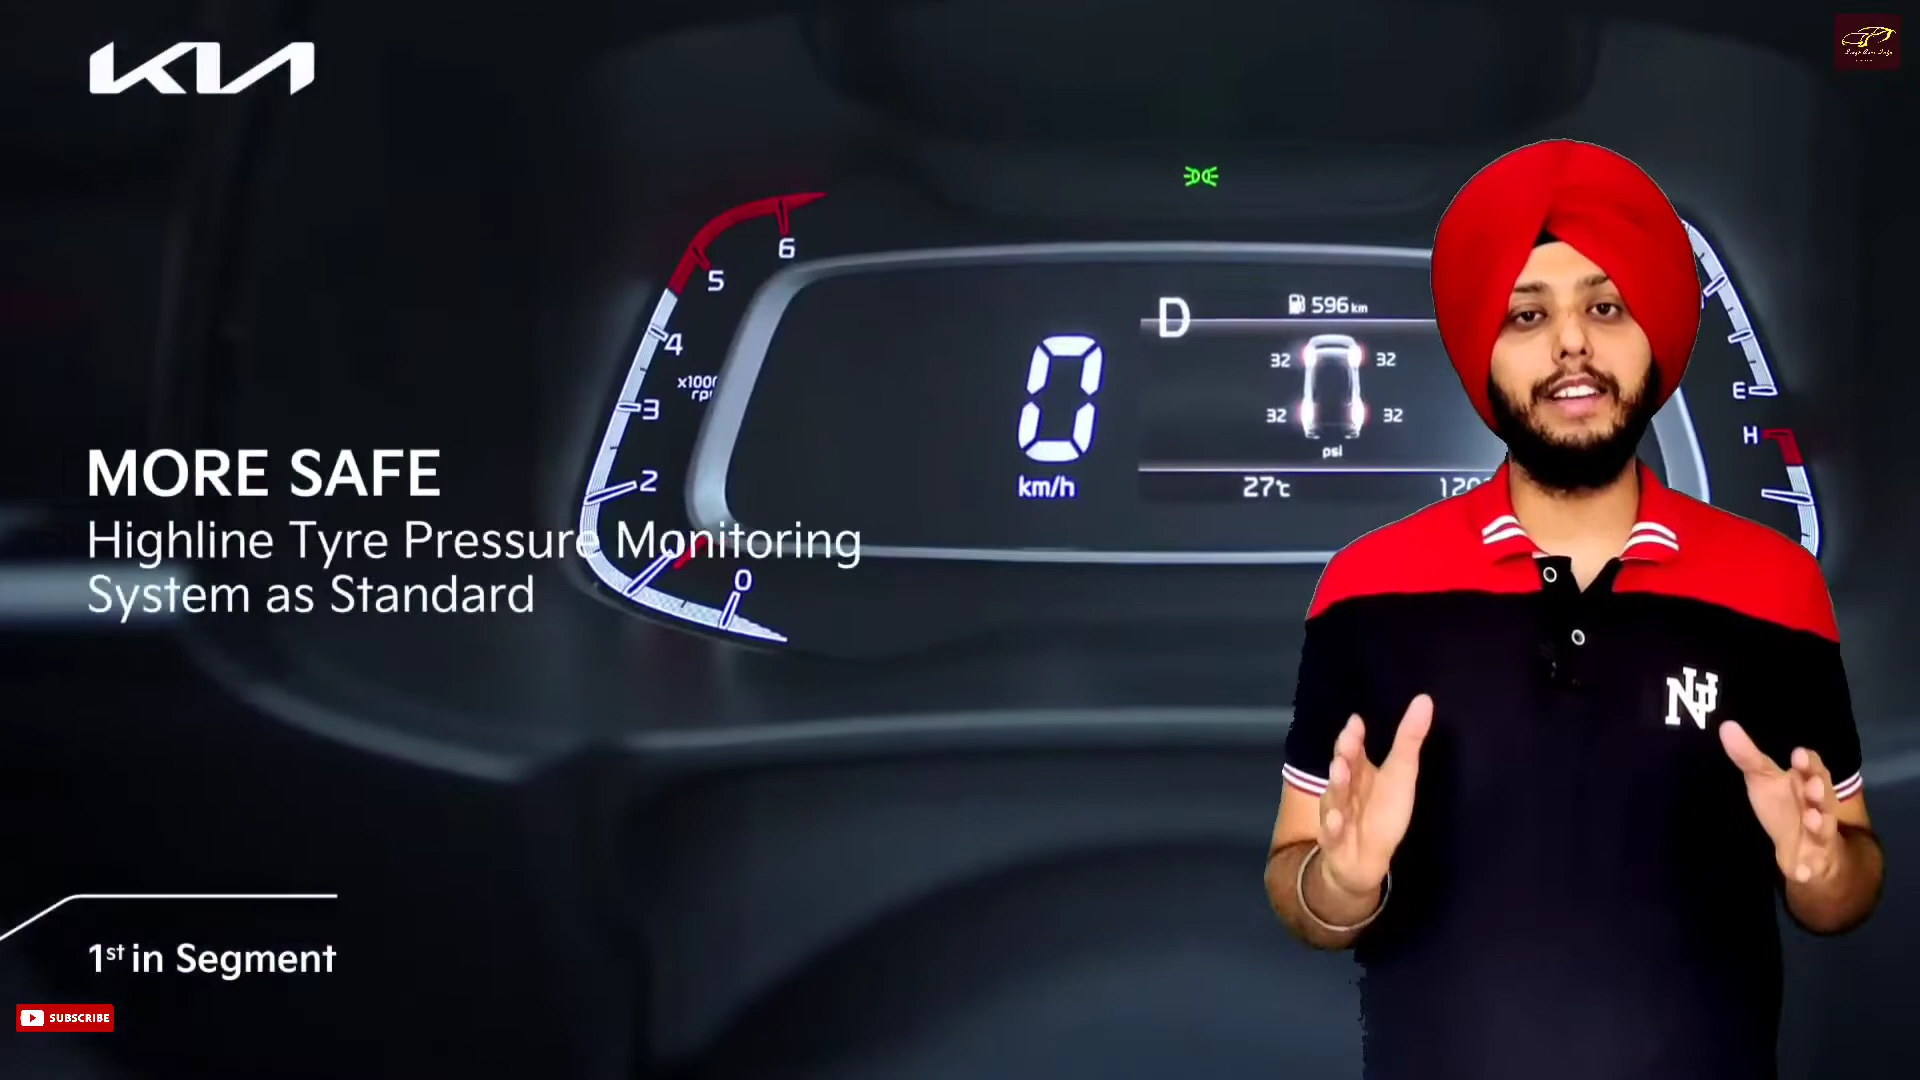 KIA
6
5
4
x1000
3
2
0
D
596 km
32 32
32 32
psi
0
km/h
27℃
E
H
MORE SAFE
Highline Tyre Pressure Monitoring
System as Standard
NJ
1st in Segment
SUBSCRIBE